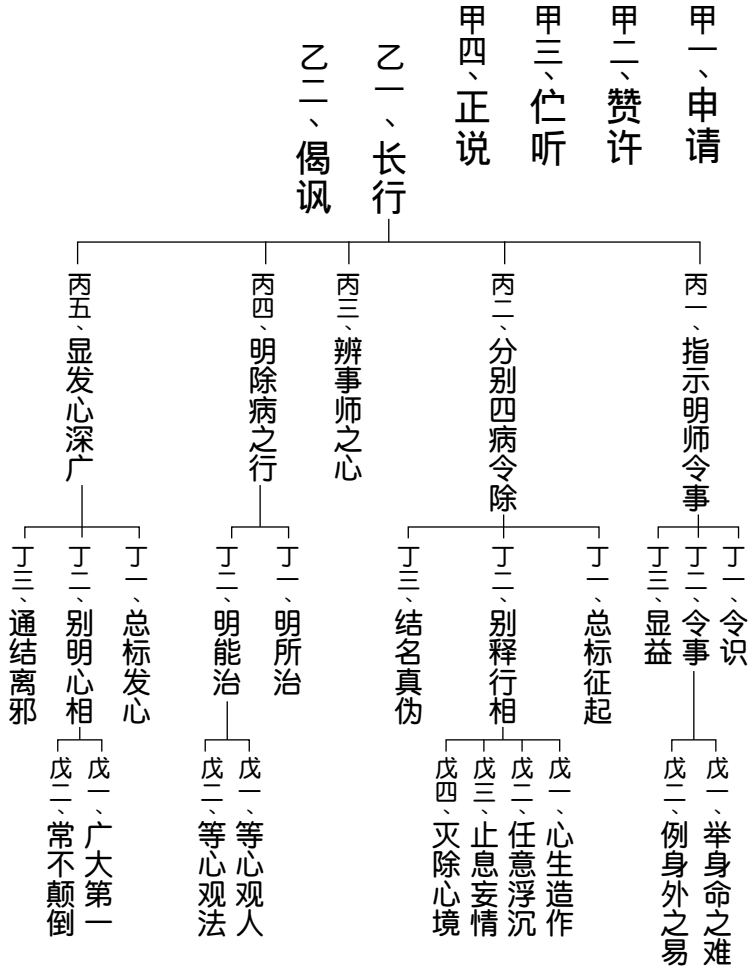 甲一、申请
甲二、赞许
甲三、伫听
甲四、正说
乙一、长行
乙二、偈讽
丙一、指示明师令事
丙二、分别四病令除
丙三、辨事师之心
丙四、明除病之行
丙五、显发心深广
丁一、令识
丁二、令事
丁三、显益
丁一、总标征起
丁二、别释行相
丁三、结名真伪
丁一、明所治
丁二、明能治
丁一、总标发心
丁二、别明心相
丁三、通结离邪
戊一、举身命之难
戊二、例身外之易
戊一、心生造作
戊二、任意浮沉
戊三、止息妄情
戊四、灭除心境
戊一、等心观人
戊二、等心观法
戊一、广大第一
戊二、常不颠倒